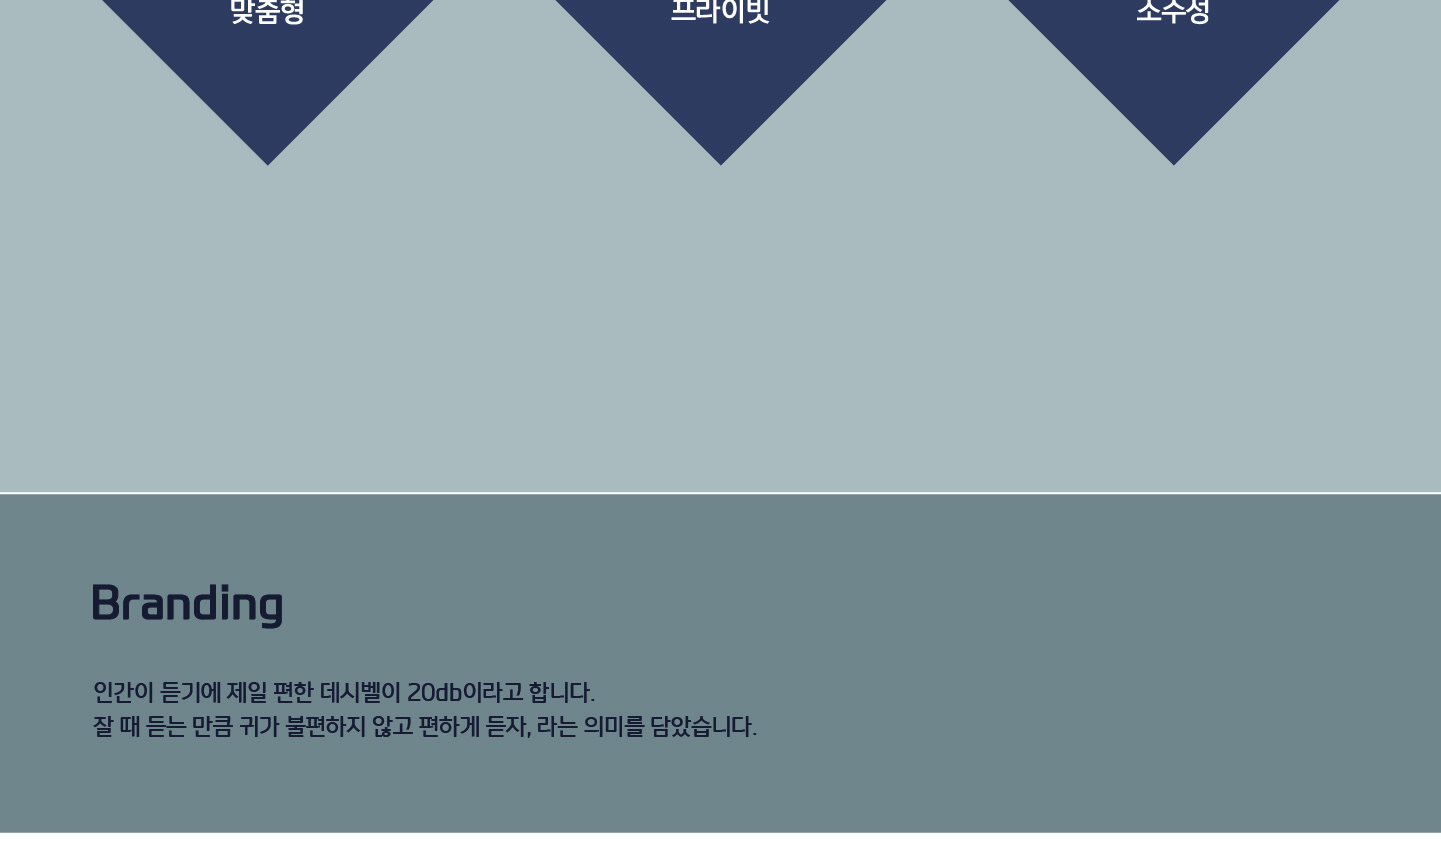 맞춤형
프라이빗
소수정
Branding
인간이 듣기에 제일 편한 데시벨이 20db이라고 합니다.
잘 때 듣는 만큼 귀가 불편하지 않고 편하게 듣자, 라는 의미를 담았습니다.